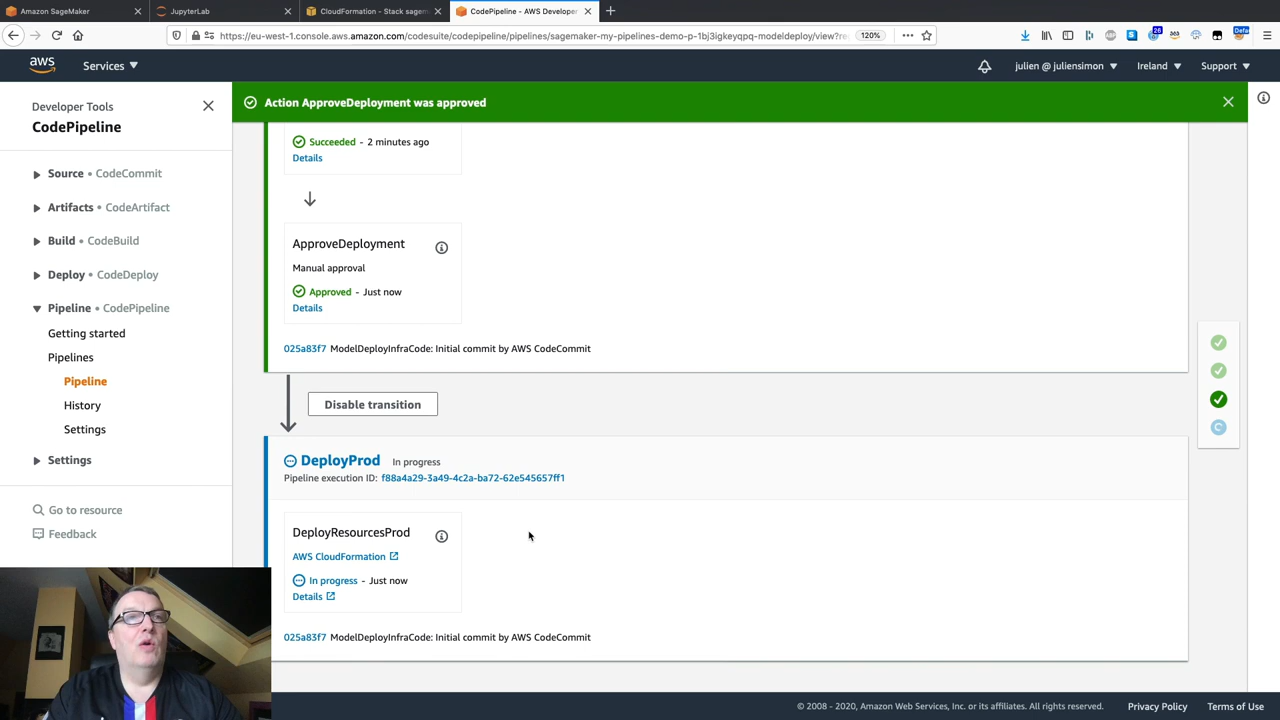 Amazon SageMaker
JupyterLab
CloudFormation - Stack sagem
CodePipeline - AWS Developer
https://eu-west-1.console.aws.amazon.com/codesuite/codepipeline/pipelines/sagemaker-my-pipelines-demo-p-1bj3igkeyqpq-modeldeploy/view?re
120%
26
Defa
aws
Services
julien @ juliensimon
Ireland
Support
Developer Tools
CodePipeline
Source • CodeCommit
Artifacts • CodeArtifact
Build • CodeBuild
Deploy • CodeDeploy
Pipeline • CodePipeline
Getting started
Pipelines
Pipeline
History
Settings
Settings
Go to resource
Feedback
Action ApproveDeployment was approved
Succeeded - 2 minutes ago
Details
ApproveDeployment
Manual approval
Approved - Just now
Details
025a83f7 ModelDeployInfraCode: Initial commit by AWS CodeCommit
Disable transition
DeployProd In progress
Pipeline execution ID: f88a4a29-3a49-4c2a-ba72-62e545657ff1
DeployResourcesProd
AWS CloudFormation
In progress - Just now
Details
025a83f7 ModelDeployInfraCode: Initial commit by AWS CodeCommit
© 2008 - 2020, Amazon Web Services, Inc. or its affiliates. All rights reserved.
Privacy Policy
Terms of Use